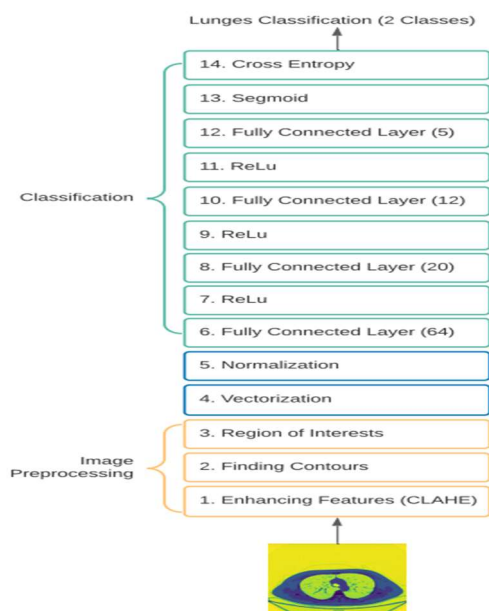 Lunges Classification (2 Classes)
14. Cross Entropy
13. Segmoid
12. Fully Connected Layer (5)
11. ReLu
Classification
10. Fully Connected Layer (12)
9. ReLu
8. Fully Connected Layer (20)
7. ReLu
6. Fully Connected Layer (64)
5. Normalization
4. Vectorization
3. Region of Interests
Image
Preprocessing
2. Finding Contours
1. Enhancing Features (CLAHE)